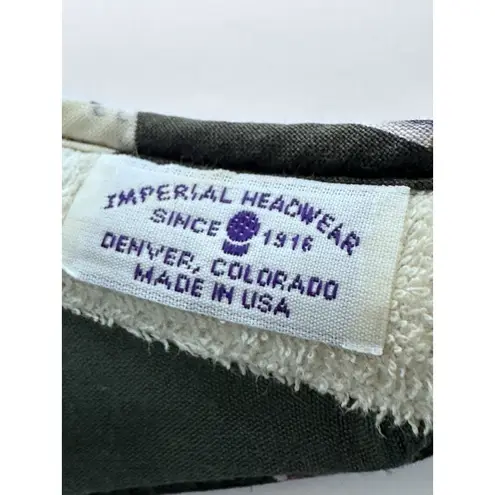 IMPERIAL HEADWEAR
SINCE 1916
DENVER, COLORADO
MADE IN USA